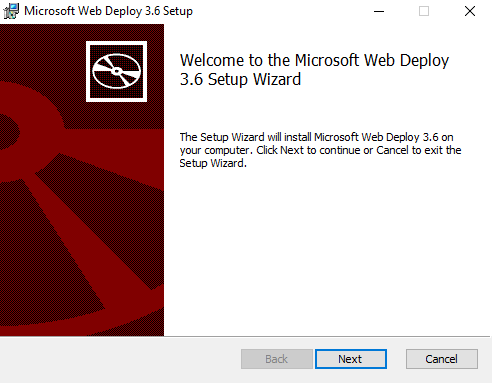 Microsoft Web Deploy 3.6 Setup
Welcome to the Microsoft Web Deploy
3.6 Setup Wizard
The Setup Wizard will install Microsoft Web Deploy 3.6 on
your computer. Click Next to continue or Cancel to exit the
Setup Wizard.
Back Next Cancel